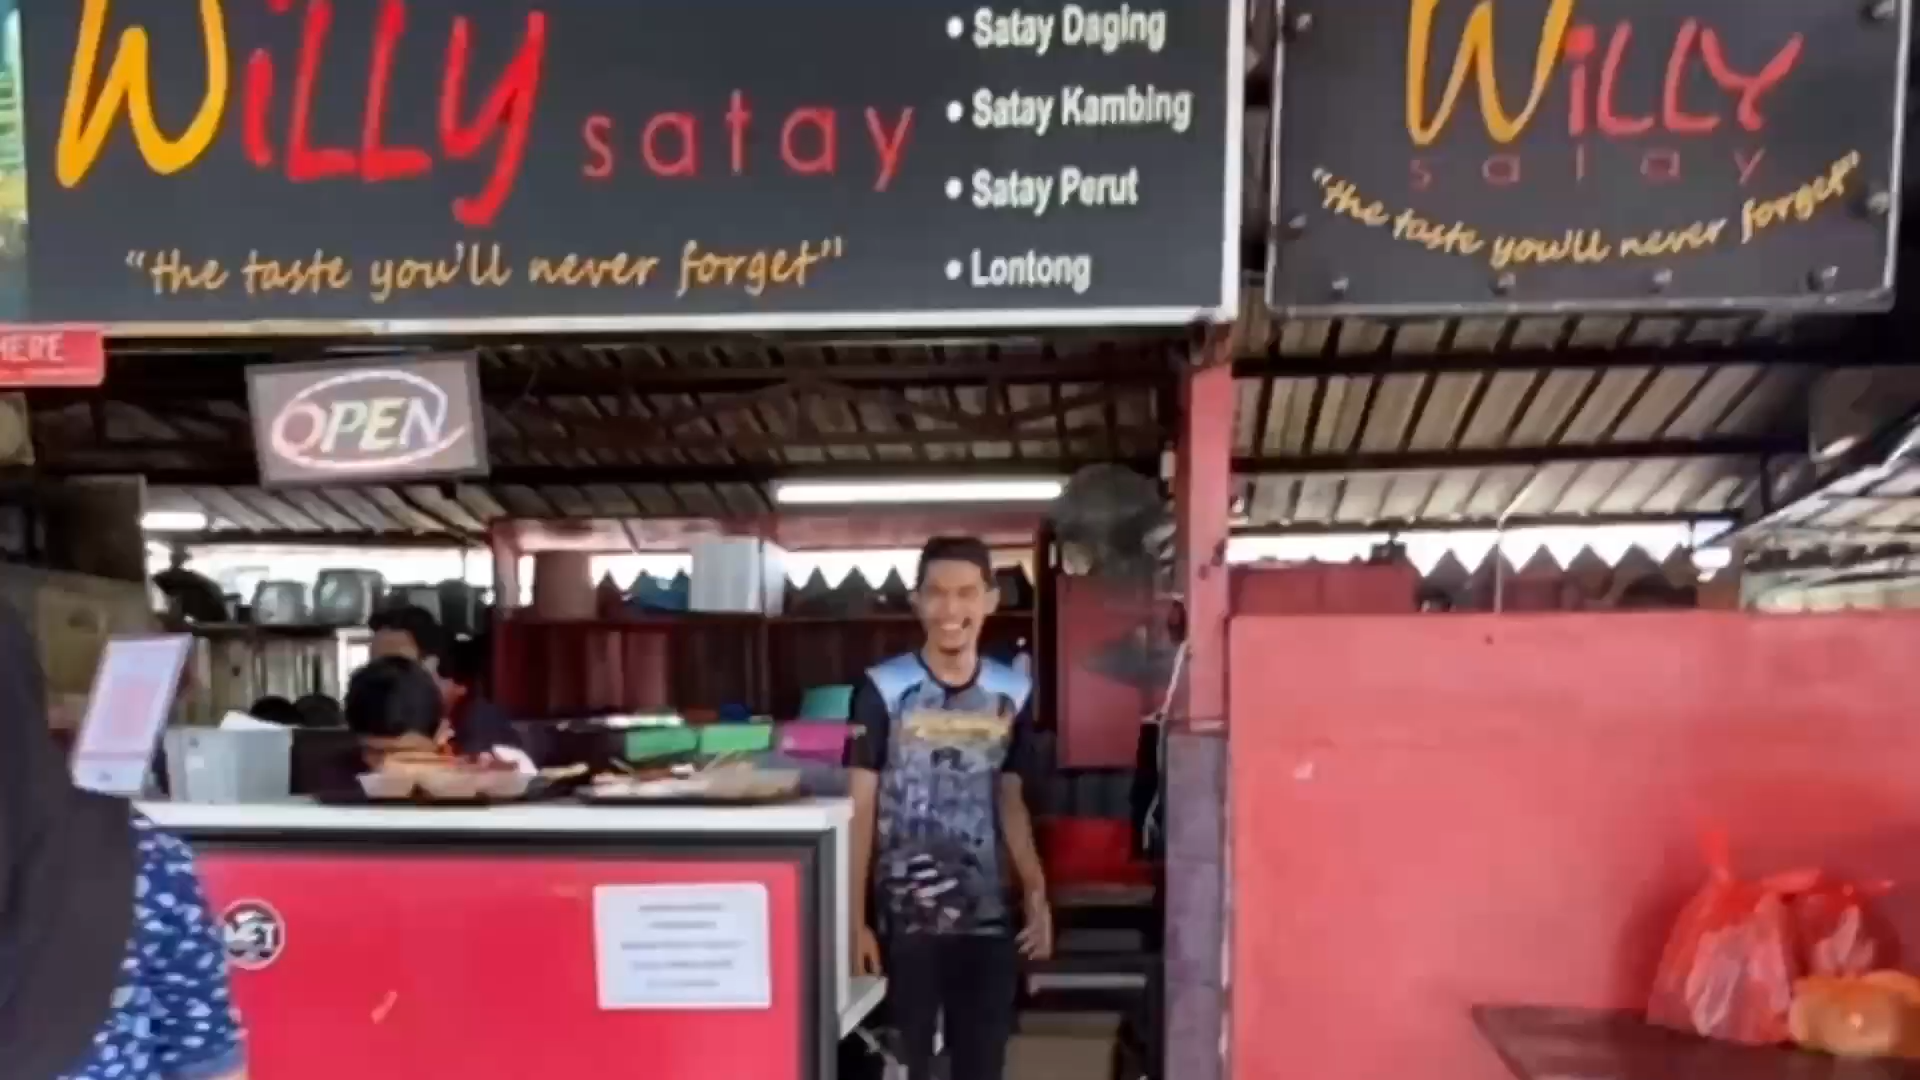 WiLLy satay
"the taste you'll never forget"
• Satay Daging
• Satay Kambing
• Satay Perut
• Lontong
WiLLY
satay
"the taste you'll never forget"
HERE
OPEN